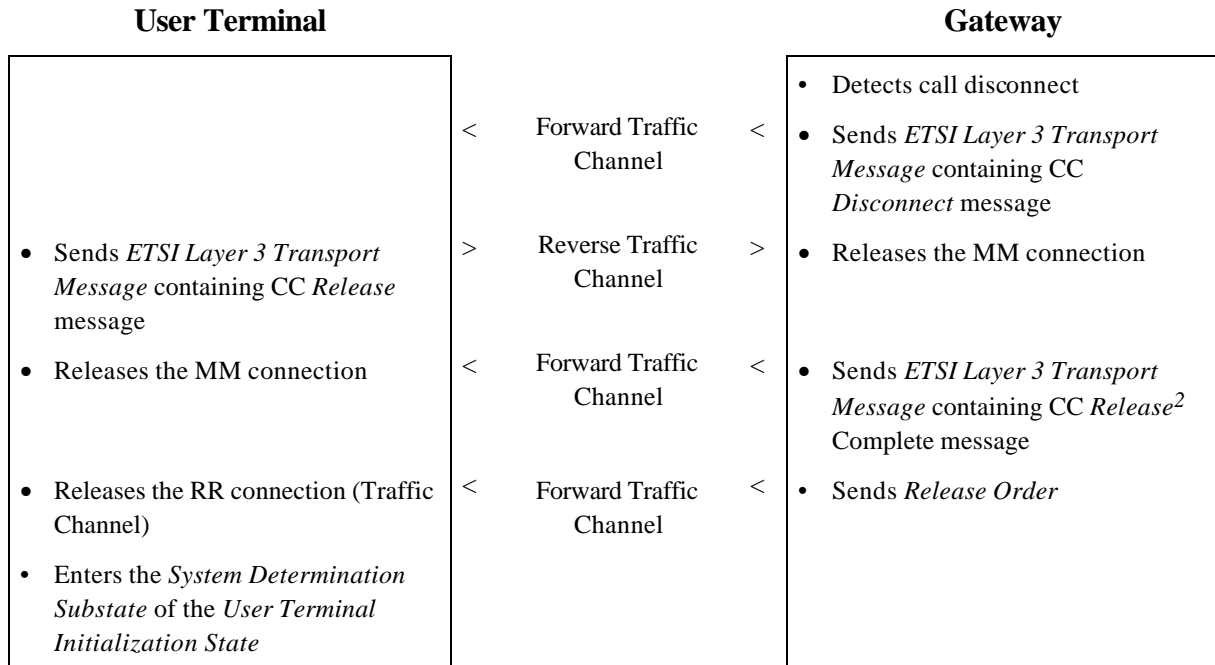 User Terminal
Gateway
• Detects call disconnect
< Forward Traffic Channel <
• Sends ETSI Layer 3 Transport
Message containing CC
Disconnect message
• Sends ETSI Layer 3 Transport
Message containing CC Release
message
> Reverse Traffic Channel >
• Releases the MM connection
• Releases the MM connection
< Forward Traffic Channel <
• Sends ETSI Layer 3 Transport
Message containing CC Release2
Complete message
• Releases the RR connection (Traffic
Channel)
< Forward Traffic Channel <
• Sends Release Order
• Enters the System Determination
Substate of the User Terminal
Initialization State